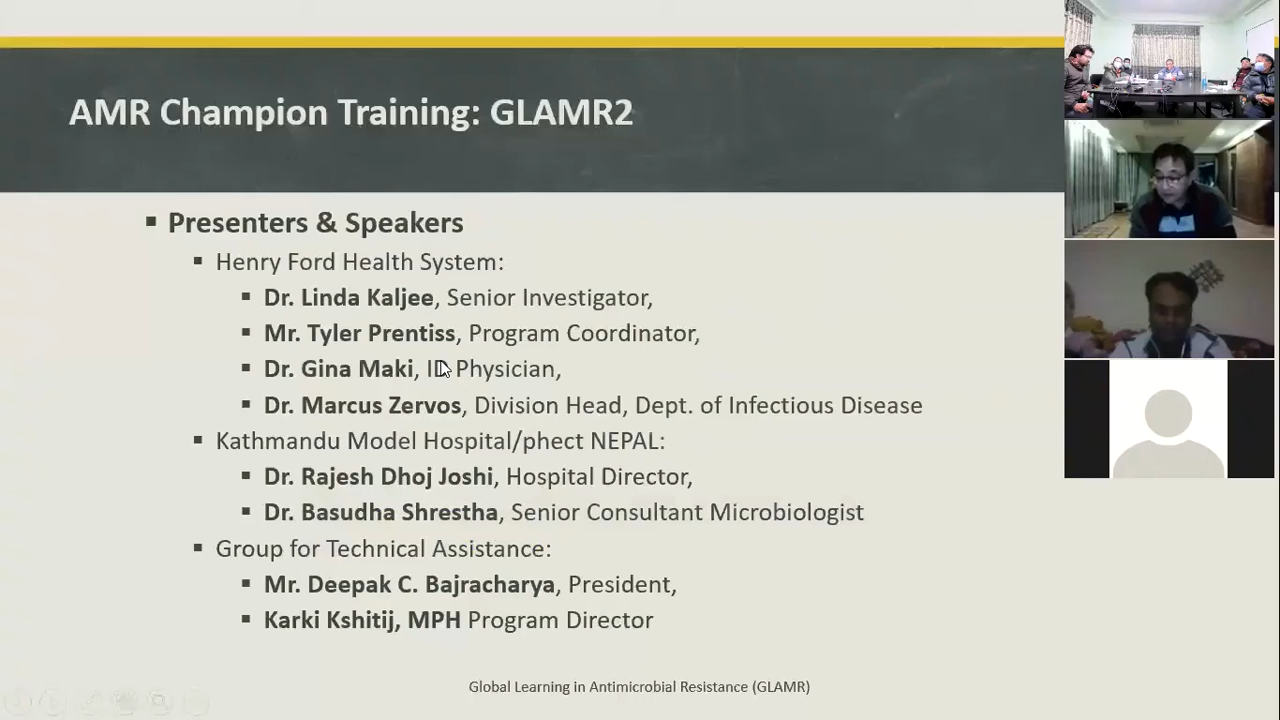 AMR Champion Training: GLAMR2
Presenters & Speakers
Henry Ford Health System:
Dr. Linda Kaljee, Senior Investigator,
Mr. Tyler Prentiss, Program Coordinator,
Dr. Gina Maki, ID Physician,
Dr. Marcus Zervos, Division Head, Dept. of Infectious Disease
Kathmandu Model Hospital/phect NEPAL:
Dr. Rajesh Dhoj Joshi, Hospital Director,
Dr. Basudha Shrestha, Senior Consultant Microbiologist
Group for Technical Assistance:
Mr. Deepak C. Bajracharya, President,
Karki Kshitij, MPH Program Director
Global Learning in Antimicrobial Resistance (GLAMR)